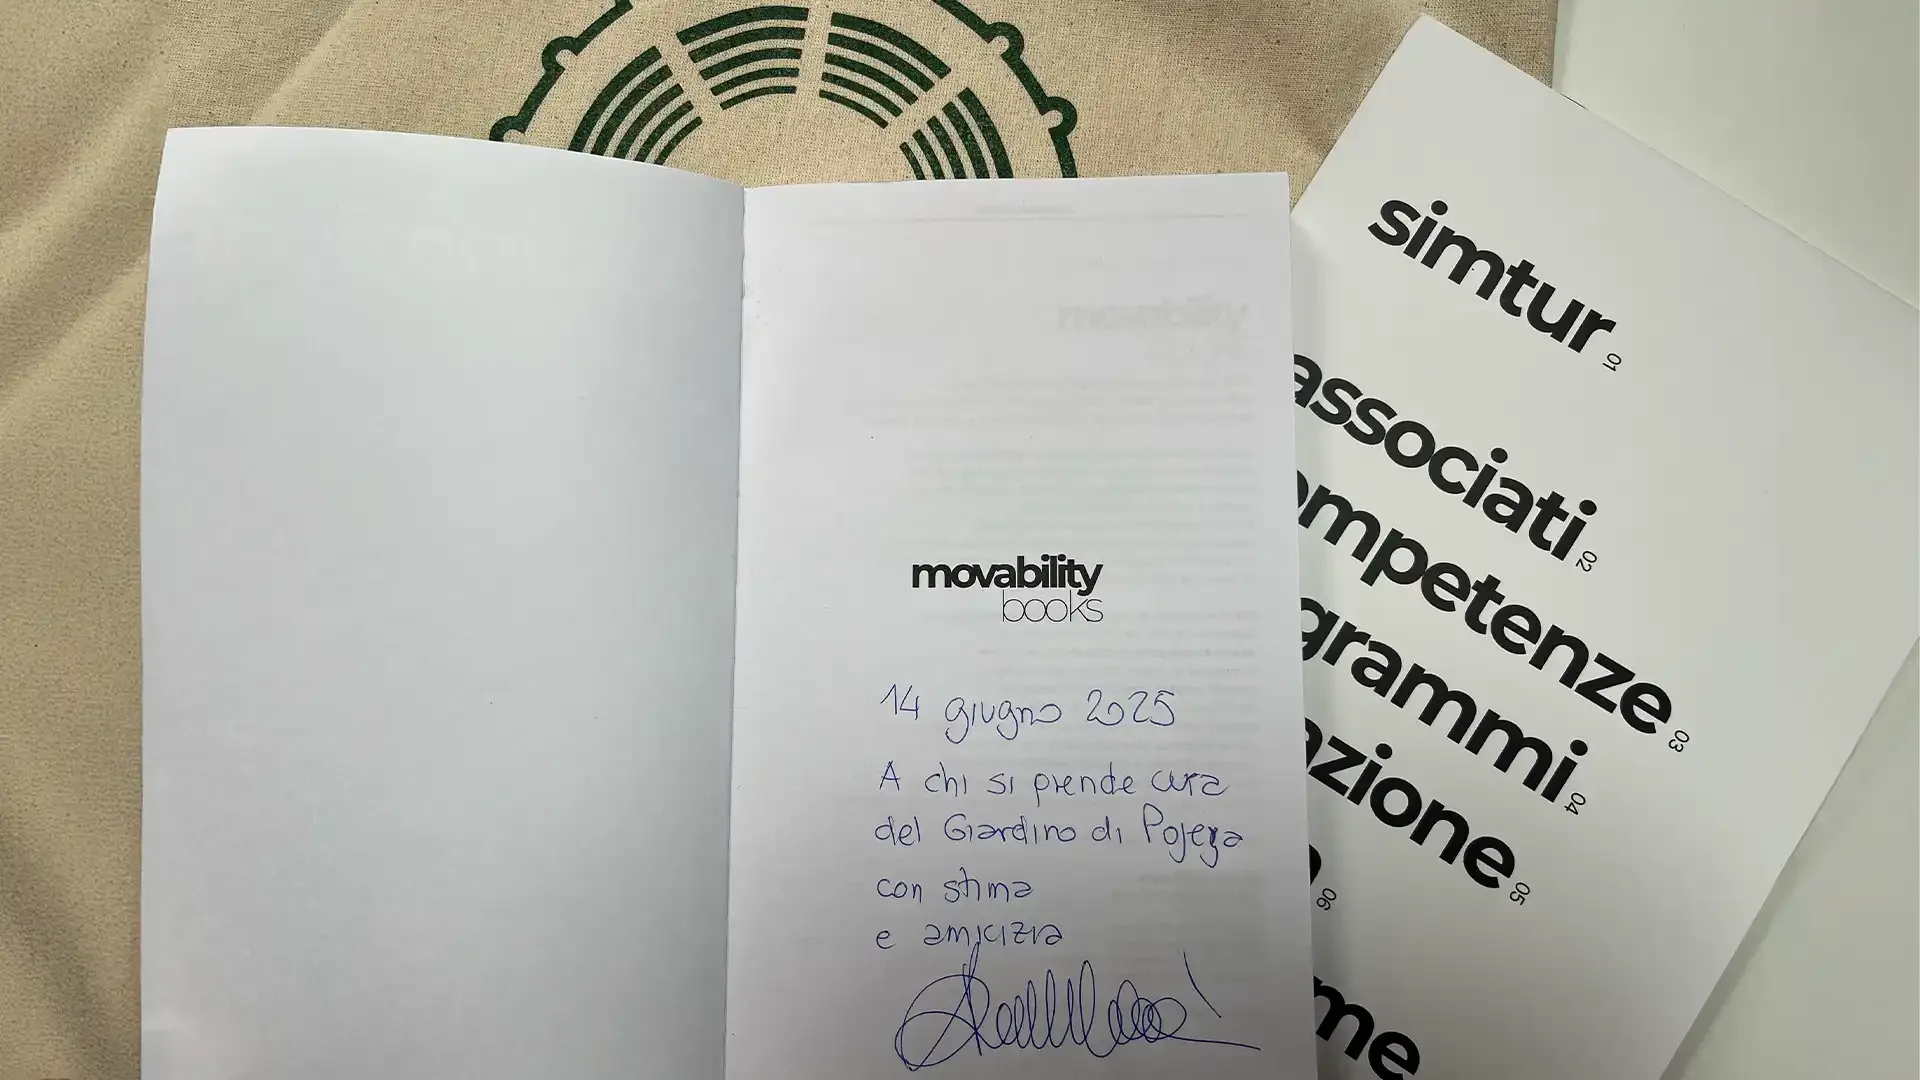 movability
books
14 giugno 2025
A chi si prende cura
del Giardino di Pojega
con stima
e amicizia
simtur 01
associati 02
ompetenze 03
grammi 04
azione 05
06
me